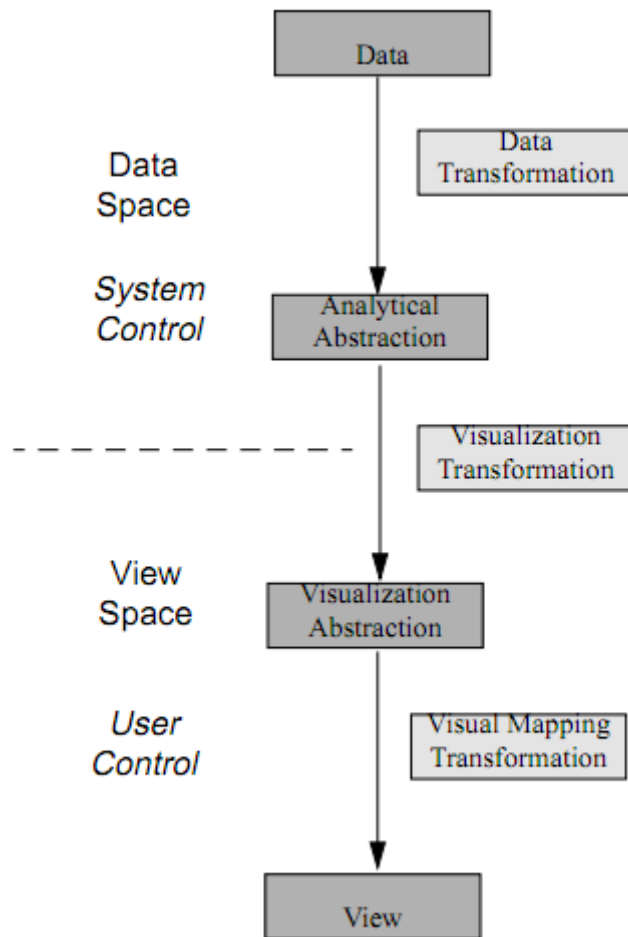 Data
Data
Transformation
Data
Space
System
Control
Analytical
Abstraction
Visualization
Transformation
View
Space
Visualization
Abstraction
User
Control
Visual Mapping
Transformation
View